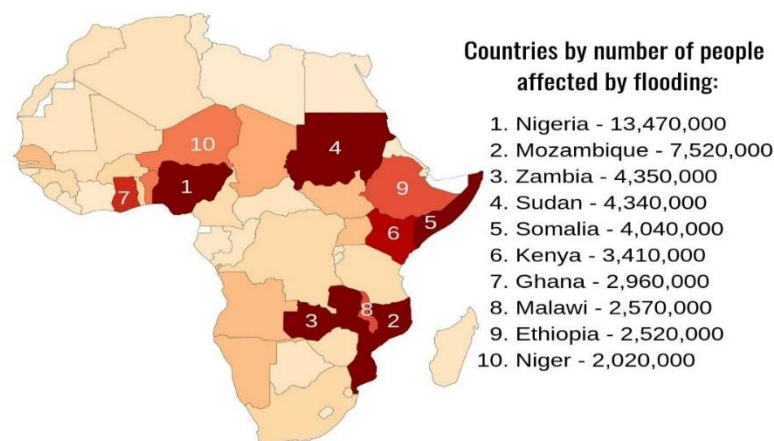 Countries by number of people
affected by flooding:
1. Nigeria - 13,470,000
2. Mozambique - 7,520,000
3. Zambia - 4,350,000
4. Sudan - 4,340,000
5. Somalia - 4,040,000
6. Kenya - 3,410,000
7. Ghana - 2,960,000
8. Malawi - 2,570,000
9. Ethiopia - 2,520,000
10. Niger - 2,020,000
10
4
1
7
9
5
6
8
3
2